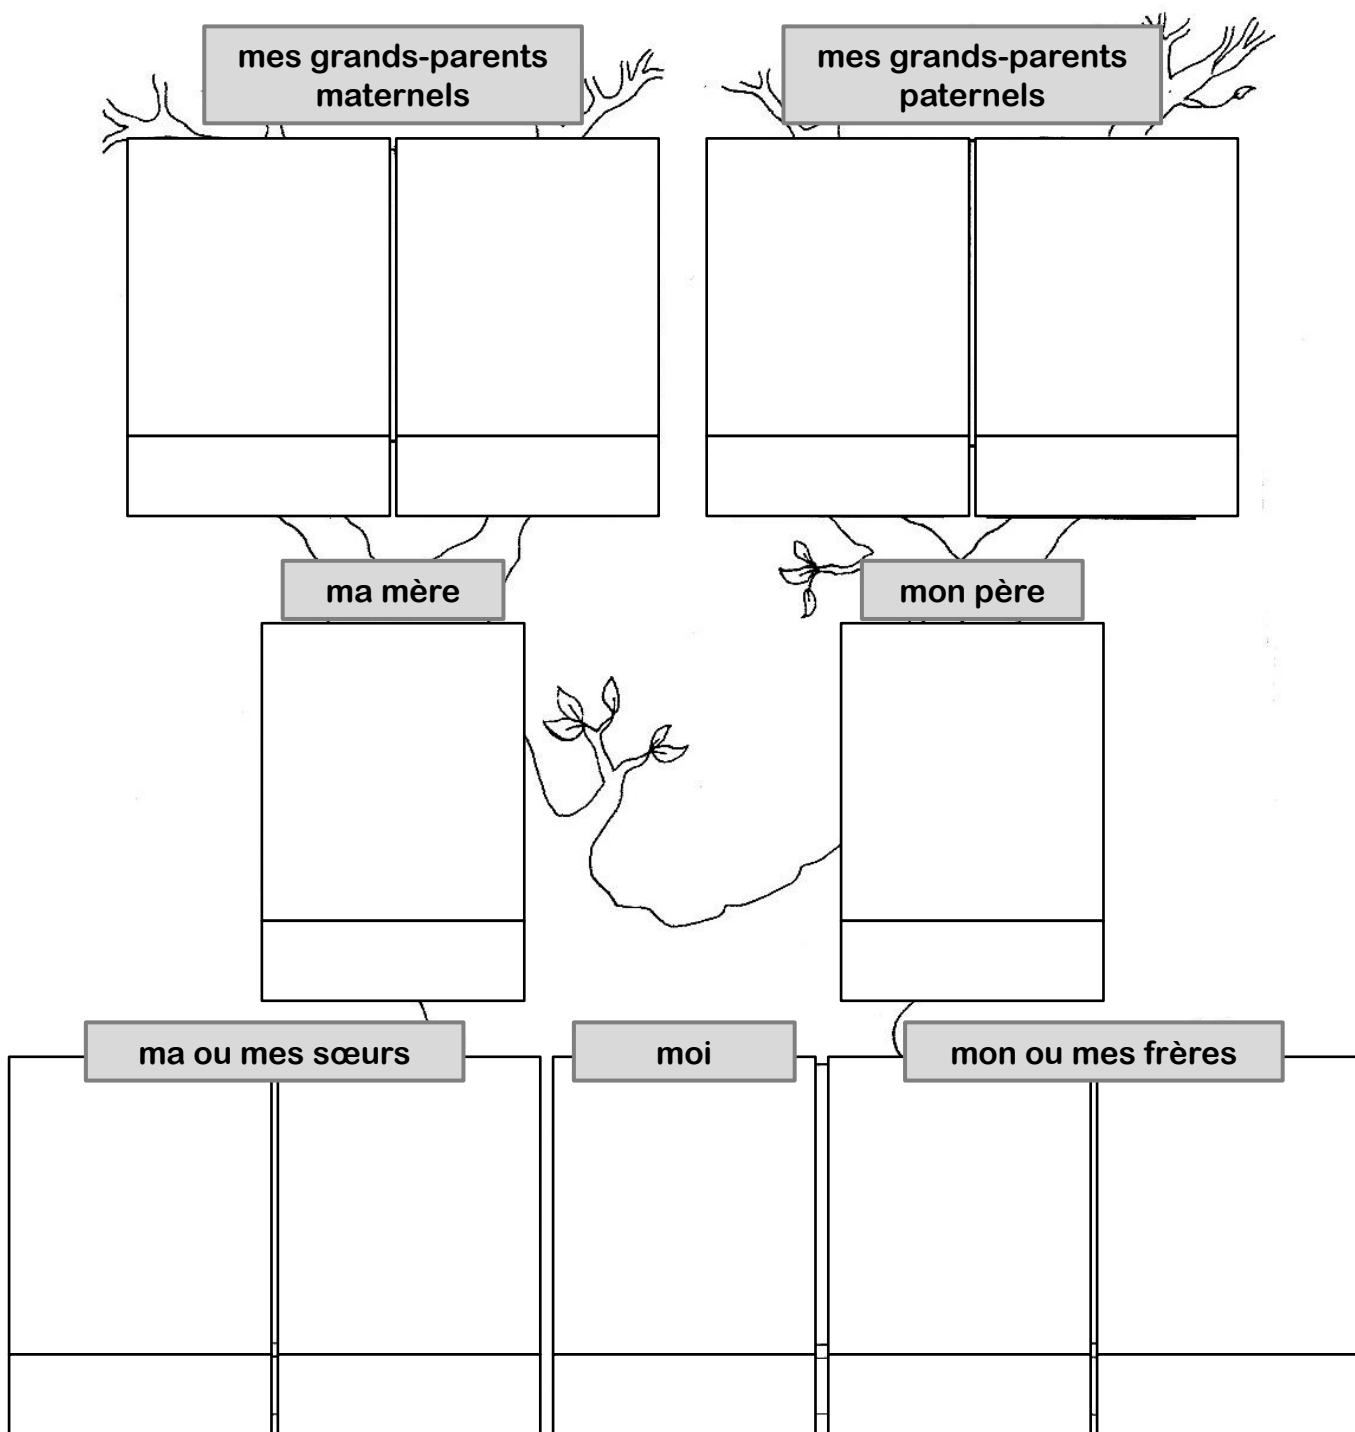 mes grands-parents
maternels
mes grands-parents
paternels
ma mère
mon père
ma ou mes sœurs
moi
mon ou mes frères